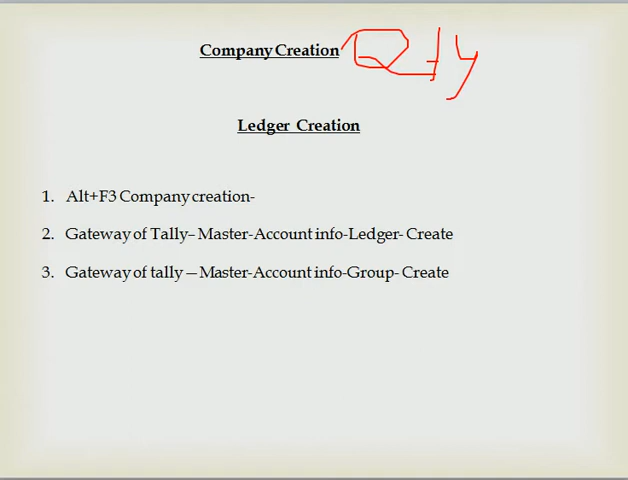 Company Creation Qty
Ledger Creation
1. Alt+F3 Company creation-
2. Gateway of Tally– Master-Account info-Ledger- Create
3. Gateway of tally – Master-Account info-Group- Create